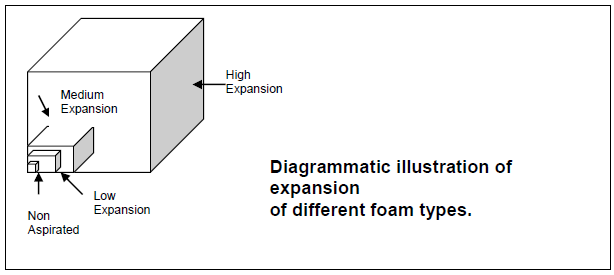 High
Expansion
Medium
Expansion
Low
Expansion
Non
Aspirated
Diagrammatic illustration of
expansion
of different foam types.